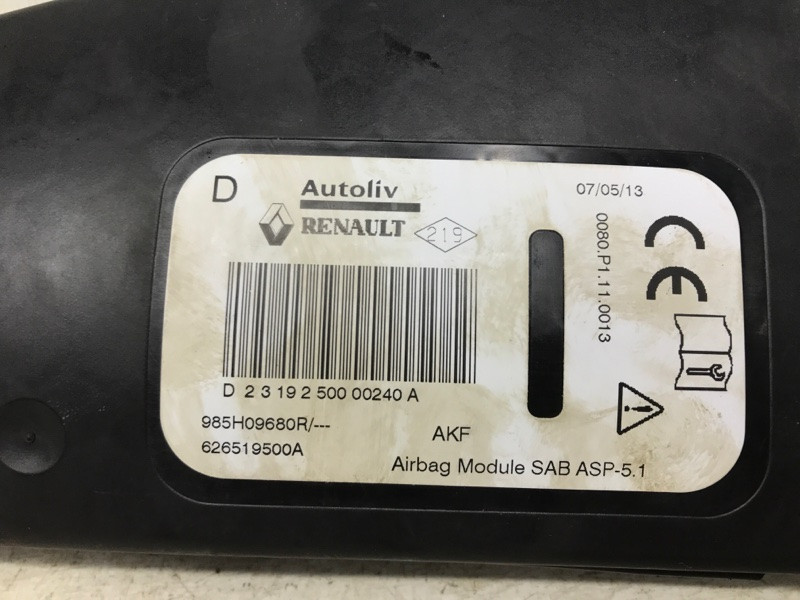 D
Autoliv
RENAULT
219
07/05/13
0080.P1.11.0013
CE
D 2 3 19 2 500 00240 A
985H09680R/---
626519500A
AKF
Airbag Module SAB ASP-5.1